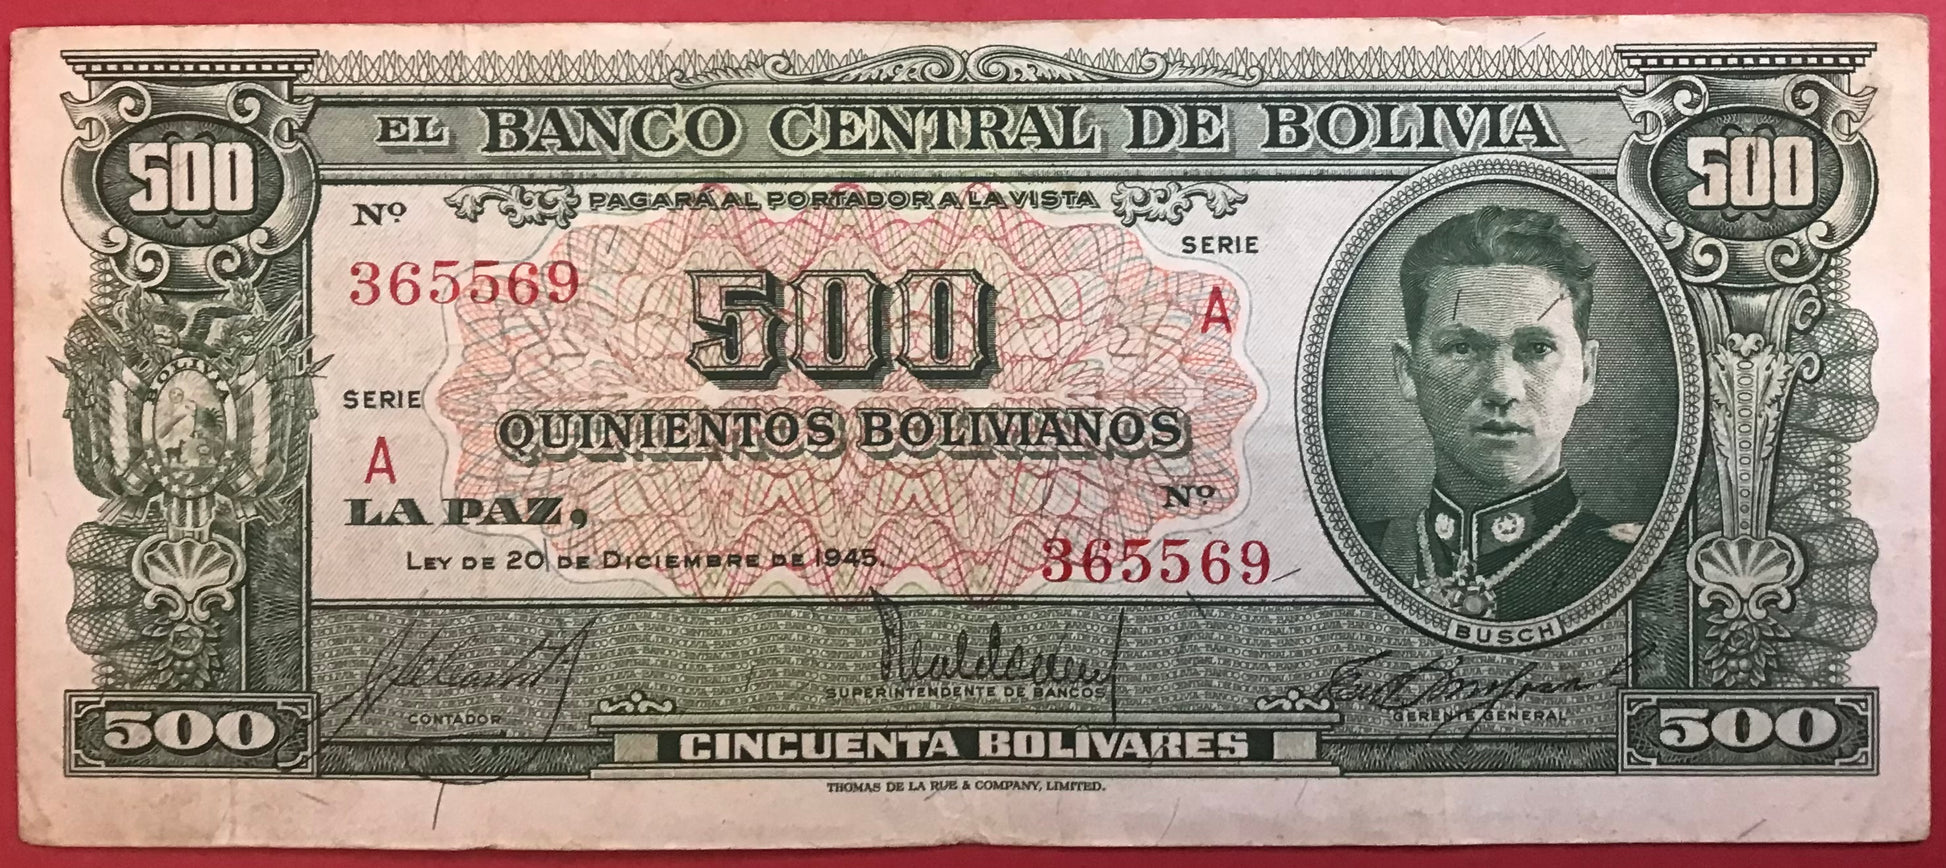 EL BANCO CENTRAL DE BOLIVIA
500
500
PAGARÁ AL PORTADOR A LA VISTA
Nº
365569
SERIE
A
500
SERIE
A
BOLIVIA
QUINIENTOS BOLIVIANOS
LA PAZ,
Nº
365569
LEY DE 20 DE DICIEMBRE DE 1945.
BUSCH
CONTADOR
SUPERINTENDENTE DE BANCOS
GERENTE GENERAL
500
CINCUENTA BOLIVARES
500
THOMAS DE LA RUE & COMPANY, LIMITED.